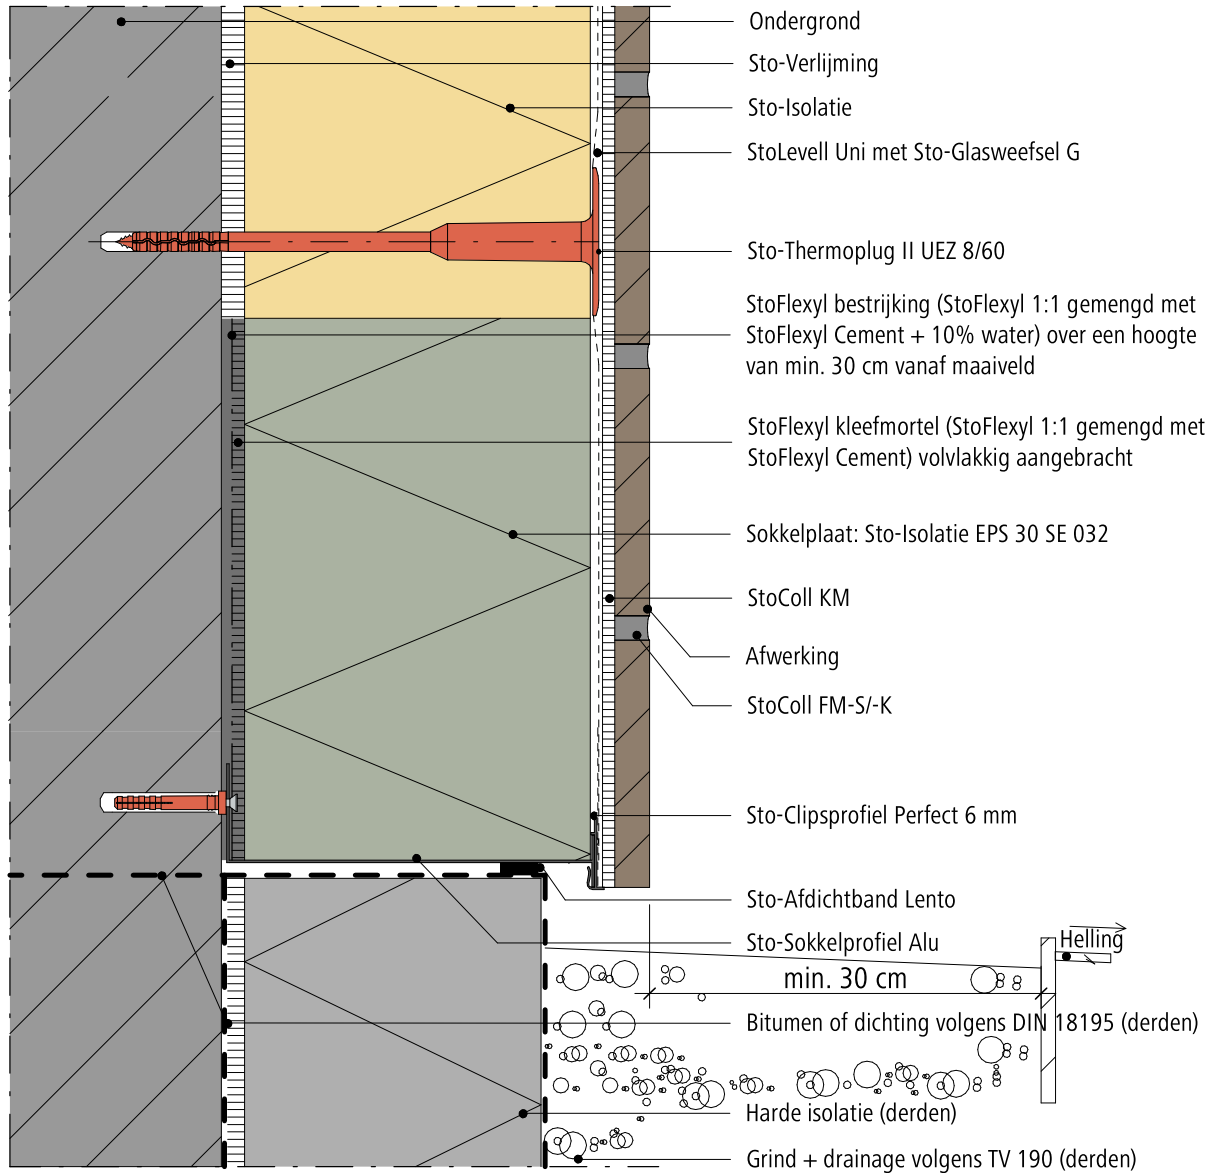 Ondergrond
Sto-Verlijming
Sto-Isolatie
StoLevell Uni met Sto-Glasweefsel G
Sto-Thermoplug II UEZ 8/60
StoFlexyl bestrijking (StoFlexyl 1:1 gemengd met
StoFlexyl Cement + 10% water) over een hoogte
van min. 30 cm vanaf maaiveld
StoFlexyl kleefmortel (StoFlexyl 1:1 gemengd met
StoFlexyl Cement) volvlakkig aangebracht
Sokkelplaat: Sto-Isolatie EPS 30 SE 032
StoColl KM
Afwerking
StoColl FM-S/-K
Sto-Clipsprofiel Perfect 6 mm
Sto-Afdichtband Lento
Sto-Sokkelprofiel Alu
Helling
min. 30 cm
Bitumen of dichting volgens DIN 18195 (derden)
Harde isolatie (derden)
Grind + drainage volgens TV 190 (derden)